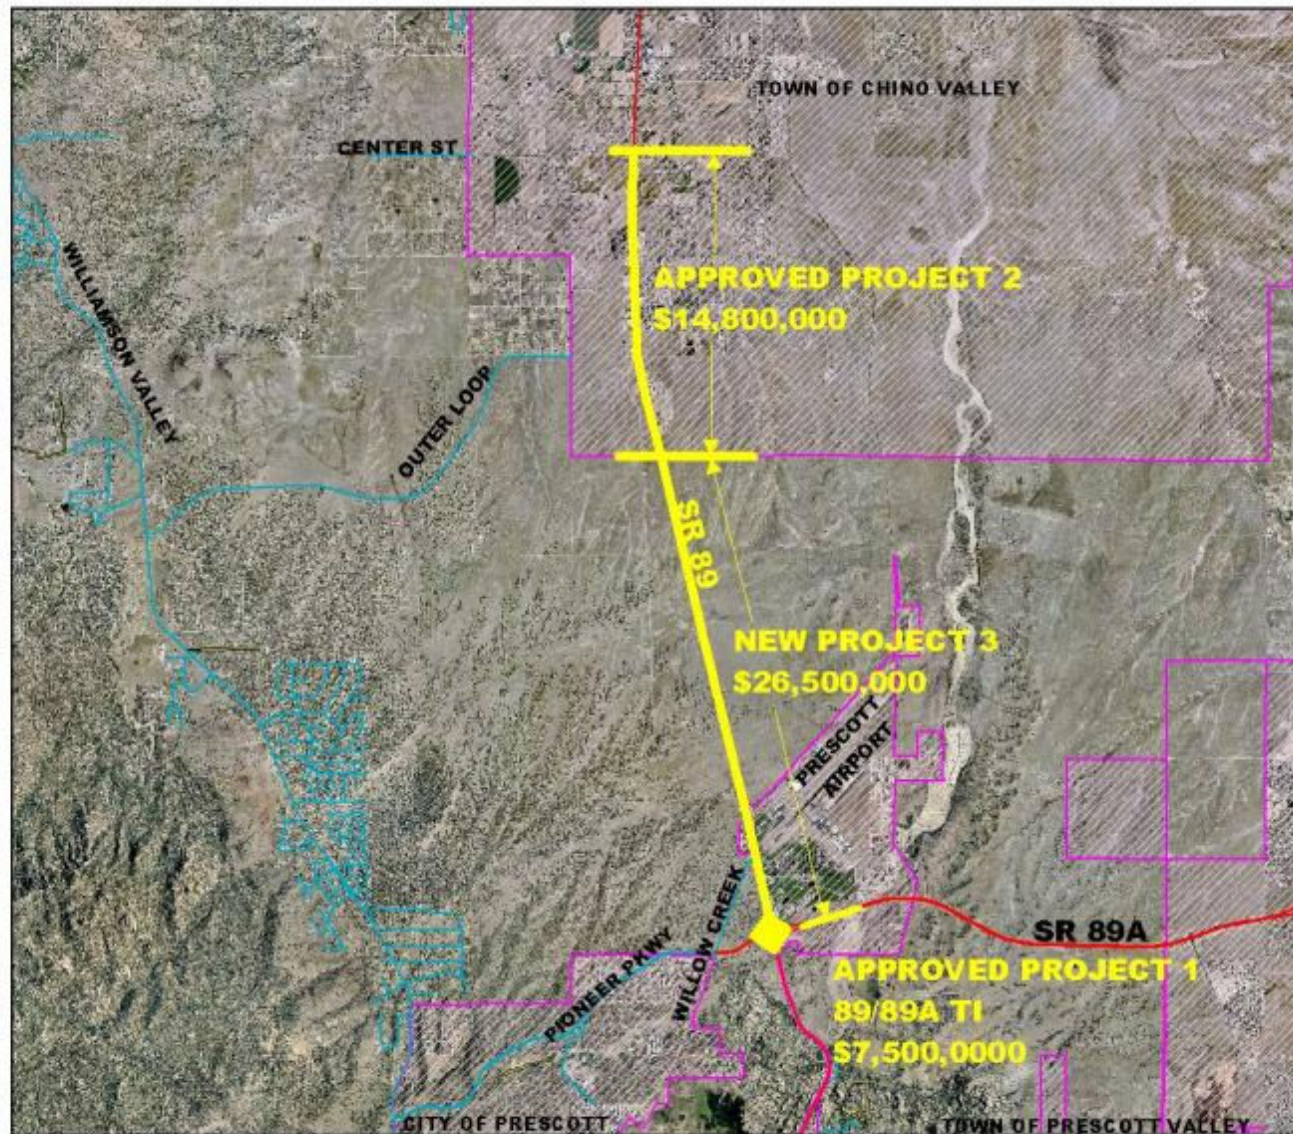 TOWN OF CHINO VALLEY
CENTER ST
WILLIAMSON VALLEY
APPROVED PROJECT 2
$14,800,000
OUTER LOOP
SR 89
NEW PROJECT 3
$26,500,000
PRESCOTT
AIRPORT
WILLOW CREEK
PIONEER PKWY
SR 89A
APPROVED PROJECT 1
89/89A TI
$7,500,0000
CITY OF PRESCOTT
TOWN OF PRESCOTT VALLEY